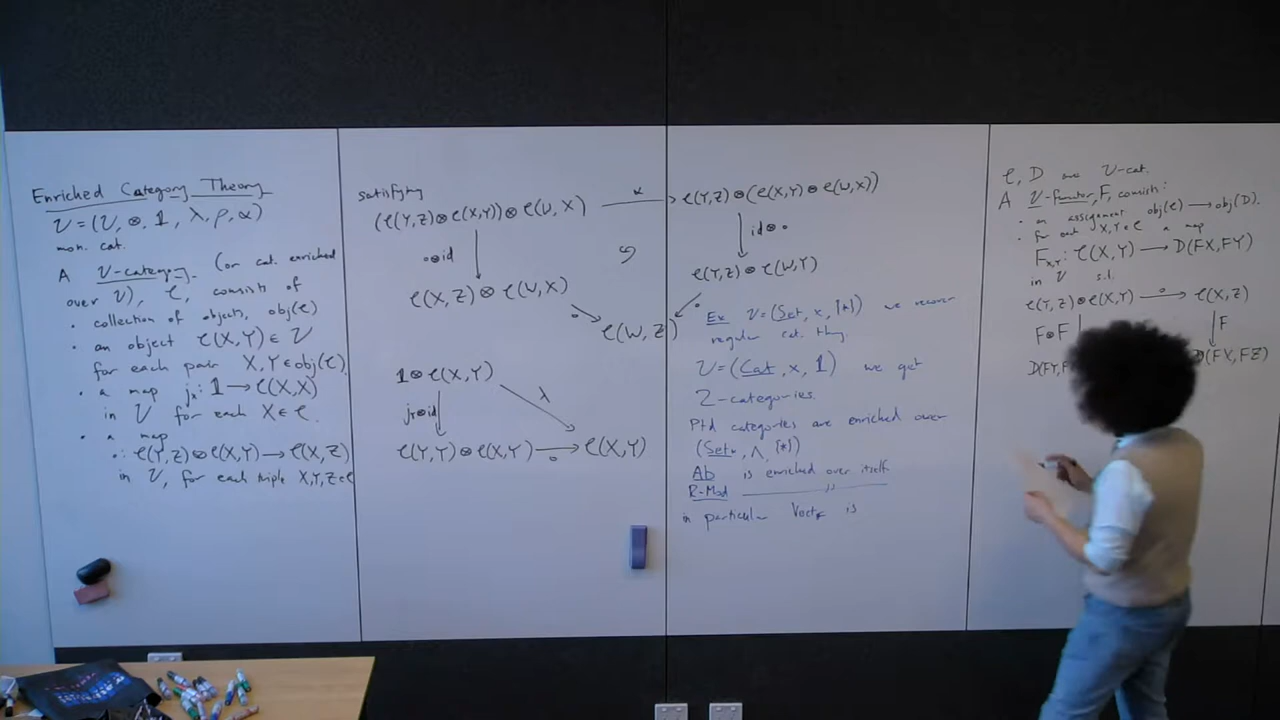 Enriched Category Theory
𝒱 = (𝒱, ⊗, 1, λ, ρ, α)
mon. cat.
A 𝒱-category (or cat. enriched
over 𝒱), 𝒞, consists of
• collection of objects, obj(𝒞)
• an object 𝒞(X,Y) ∈ 𝒱
for each pair X,Y ∈ obj(𝒞)
• a map jₓ: 1 → 𝒞(X,X)
in 𝒱 for each X ∈ 𝒞.
• a map
∘: 𝒞(Y,Z) ⊗ 𝒞(X,Y) → 𝒞(X,Z)
in 𝒱, for each triple X,Y,Z ∈ 𝒞
satisfying
(𝒞(Y,Z) ⊗ 𝒞(X,Y)) ⊗ 𝒞(W,X) α→ 𝒞(Y,Z) ⊗ (𝒞(X,Y) ⊗ 𝒞(W,X))
∘⊗id ↓ ↓ id⊗∘
𝒞(X,Z) ⊗ 𝒞(W,X) 𝒞(Y,Z) ⊗ 𝒞(W,Y)
∘ ∘
𝒞(W,Z)
1 ⊗ 𝒞(X,Y)
j_Y⊗id ↓ λ
𝒞(Y,Y) ⊗ 𝒞(X,Y) ∘→ 𝒞(X,Y)
Ex 𝒱 = (Set, ×, {*}) we recover
regular cat. thy.
𝒱 = (Cat, ×, 1) we get
2-categories.
Ptd categories are enriched over
(Set*, ∧, {*})
Ab is enriched over itself.
R-Mod ——— 〃 ———
in particular Vect is
𝒞, D are 𝒱-cat.
A 𝒱-functor, F, consists:
• an assignment obj(𝒞) → obj(D).
• for each X,Y ∈ 𝒞 a map
F_X,Y: 𝒞(X,Y) → D(FX,FY)
in 𝒱 s.t.
𝒞(Y,Z) ⊗ 𝒞(X,Y) ∘→ 𝒞(X,Z)
F⊗F ↓ ↓ F
D(FY,F D(FX,FZ)